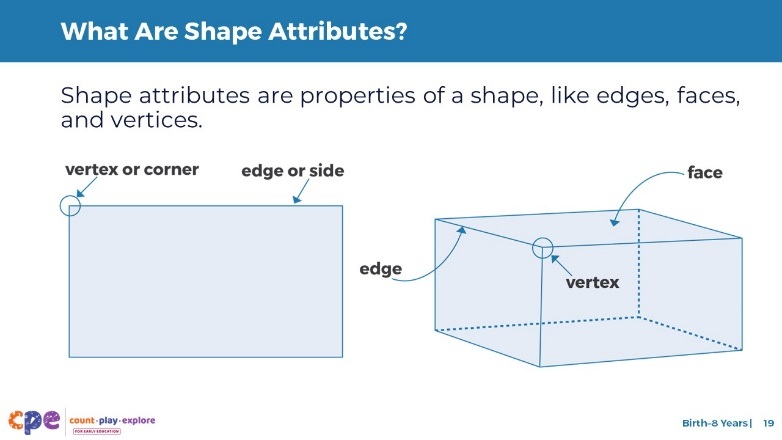 What Are Shape Attributes?
Shape attributes are properties of a shape, like edges, faces,
and vertices.
vertex or corner
edge or side
face
edge
vertex
cpe
count·play·explore
FOR EARLY EDUCATION
Birth–8 Years | 19